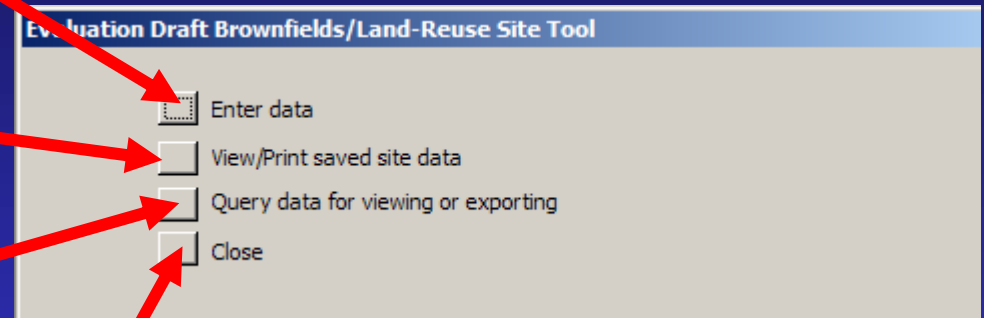 Evaluation Draft Brownfields/Land-Reuse Site Tool
Enter data
View/Print saved site data
Query data for viewing or exporting
Close